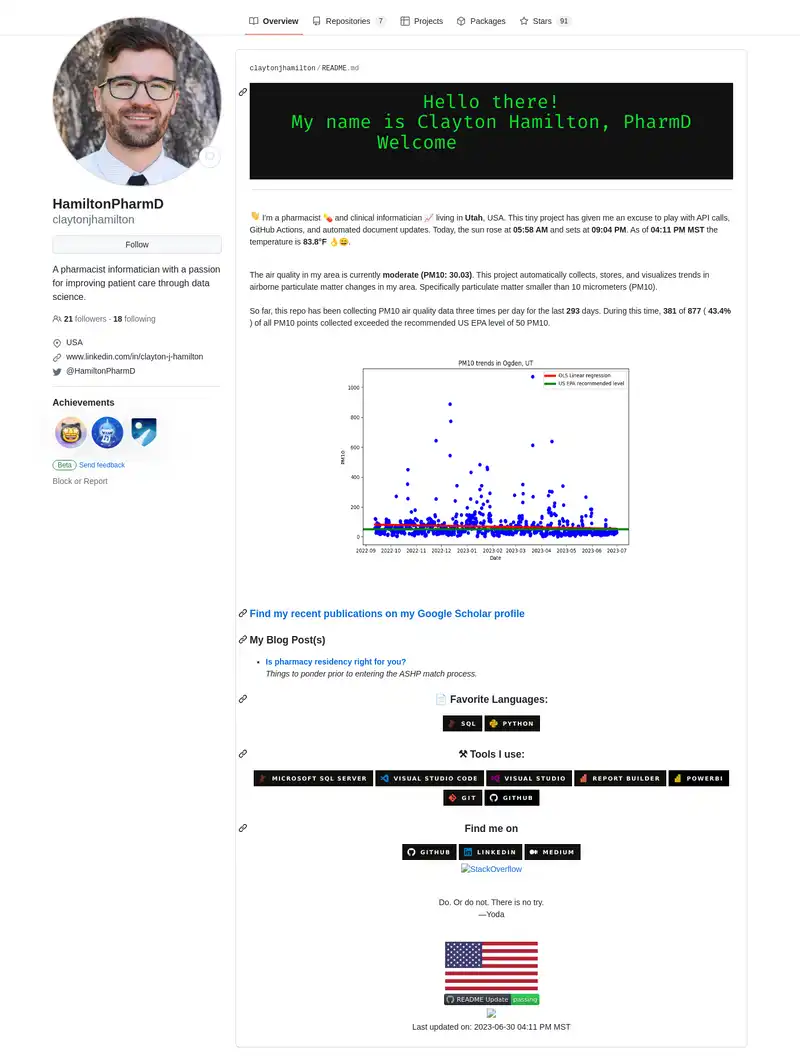 Overview
Repositories 7
Projects
Packages
Stars 91
HamiltonPharmD
claytonjhamilton
Follow
A pharmacist informatician with a passion
for improving patient care through data
science.
21 followers · 18 following
USA
www.linkedin.com/in/clayton-j-hamilton
@HamiltonPharmD
Achievements
Beta Send feedback
Block or Report
claytonjhamilton/README.md
Hello there!
My name is Clayton Hamilton, PharmD
Welcome
I'm a pharmacist 💊 and clinical informatician 📈 living in Utah, USA. This tiny project has given me an excuse to play with API calls,
GitHub Actions, and automated document updates. Today, the sun rose at 05:58 AM and sets at 09:04 PM. As of 04:11 PM MST the
temperature is 83.8°F 👌😄.
The air quality in my area is currently moderate (PM10: 30.03). This project automatically collects, stores, and visualizes trends in
airborne particulate matter changes in my area. Specifically particulate matter smaller than 10 micrometers (PM10).
So far, this repo has been collecting PM10 air quality data three times per day for the last 293 days. During this time, 381 of 877 ( 43.4%
) of all PM10 points collected exceeded the recommended US EPA level of 50 PM10.
PM10 trends in Ogden, UT
OLS Linear regression
US EPA recommended level
1000
800
600
400
200
0
PM10
2022-09 2022-10 2022-11 2022-12 2023-01 2023-02 2023-03 2023-04 2023-05 2023-06 2023-07
Date
Find my recent publications on my Google Scholar profile
My Blog Post(s)
• Is pharmacy residency right for you?
Things to ponder prior to entering the ASHP match process.
📄 Favorite Languages:
SQL PYTHON
⚒ Tools I use:
MICROSOFT SQL SERVER VISUAL STUDIO CODE VISUAL STUDIO REPORT BUILDER POWERBI
GIT GITHUB
Find me on
GITHUB LINKEDIN MEDIUM
StackOverflow
Do. Or do not. There is no try.
—Yoda
README Update passing
Last updated on: 2023-06-30 04:11 PM MST